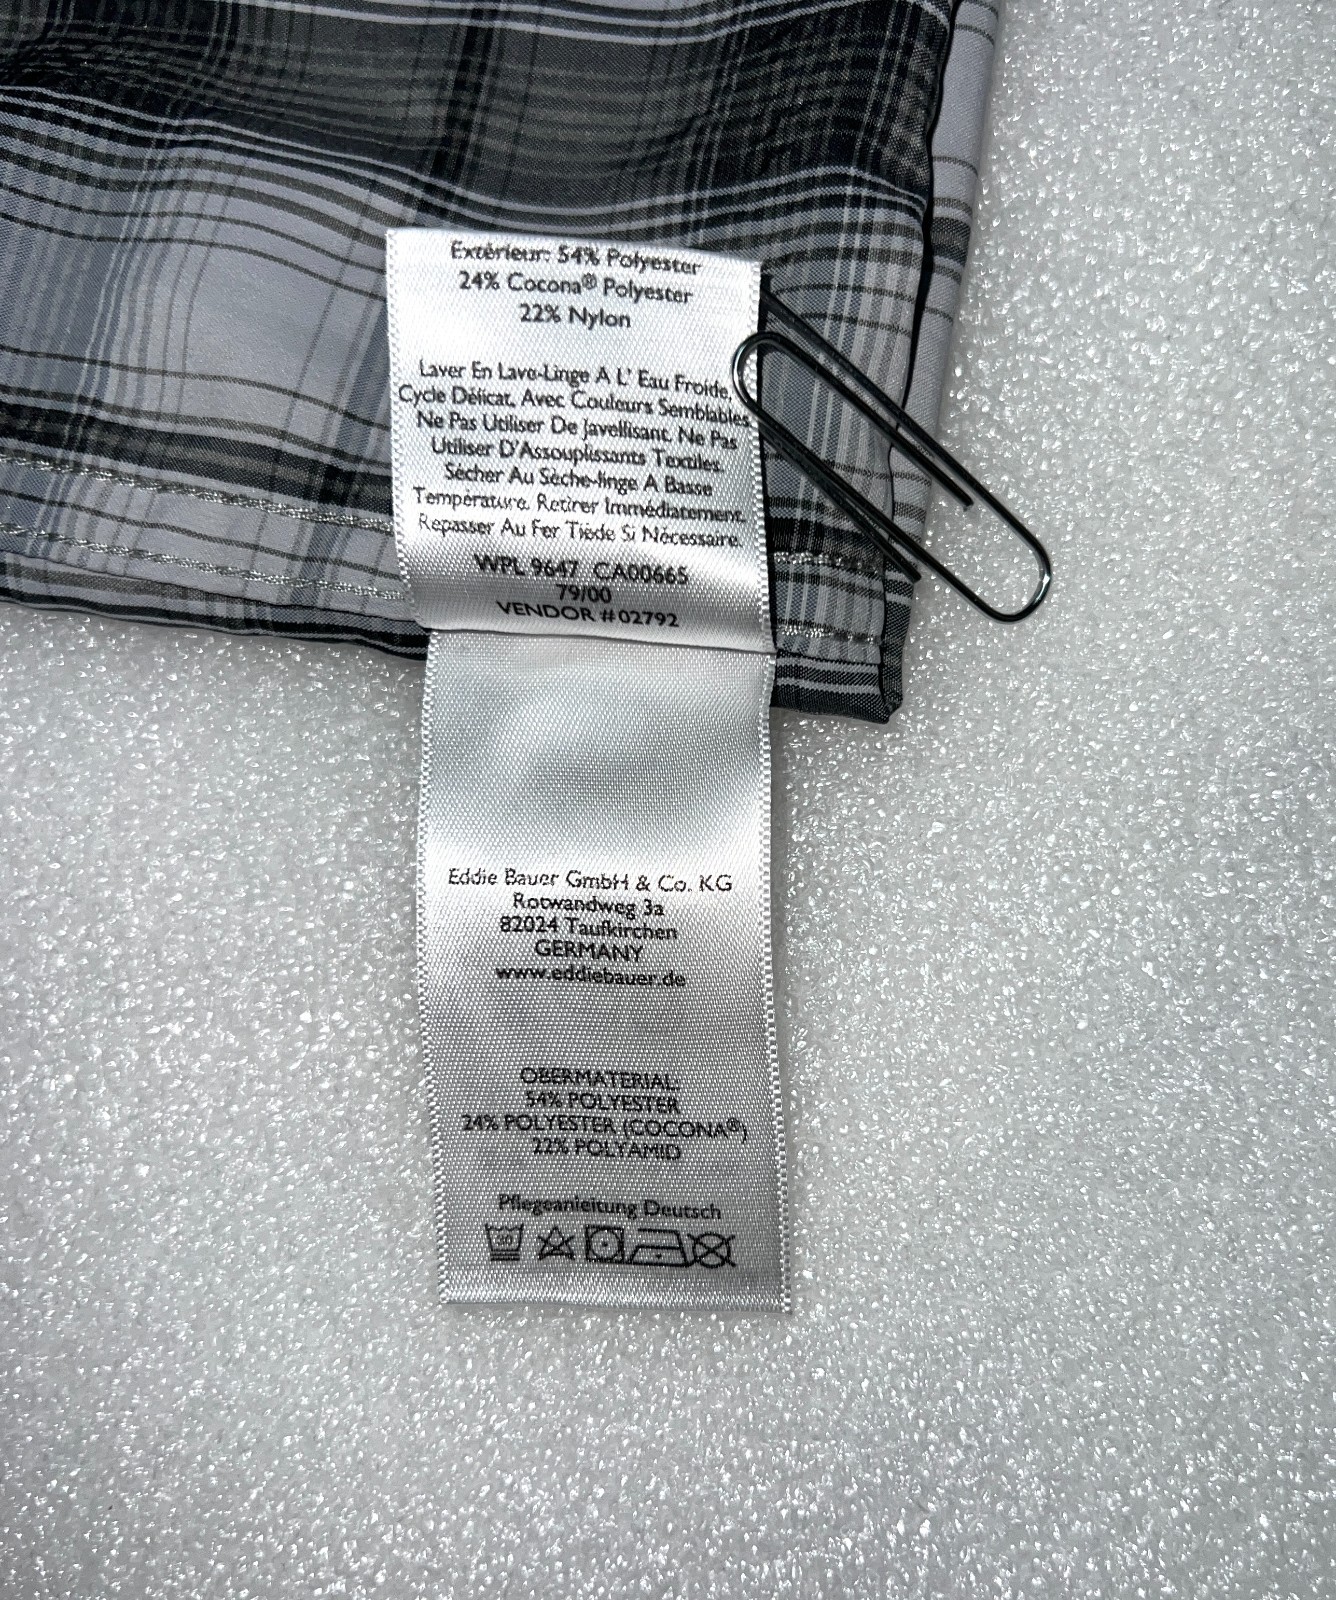 Extérieur: 54% Polyester
24% Cocona® Polyester
22% Nylon
Laver En Lave-Linge A L' Eau Froide,
Cycle Délicat, Avec Couleurs Semblables.
Ne Pas Utiliser De Javellisant. Ne Pas
Utiliser D'Assouplissants Textiles.
Sécher Au Sèche-linge A Basse
Température. Retirer Immédiatement.
Repasser Au Fer Tiède Si Nécessaire.
WPL 9647 CA00665
79/00
VENDOR #02792
Eddie Bauer GmbH & Co. KG
Rotwandweg 3a
82024 Taufkirchen
GERMANY
www.eddiebauer.de
OBERMATERIAL:
54% POLYESTER
24% POLYESTER (COCONA®)
22% POLYAMID
Pflegeanleitung Deutsch
30